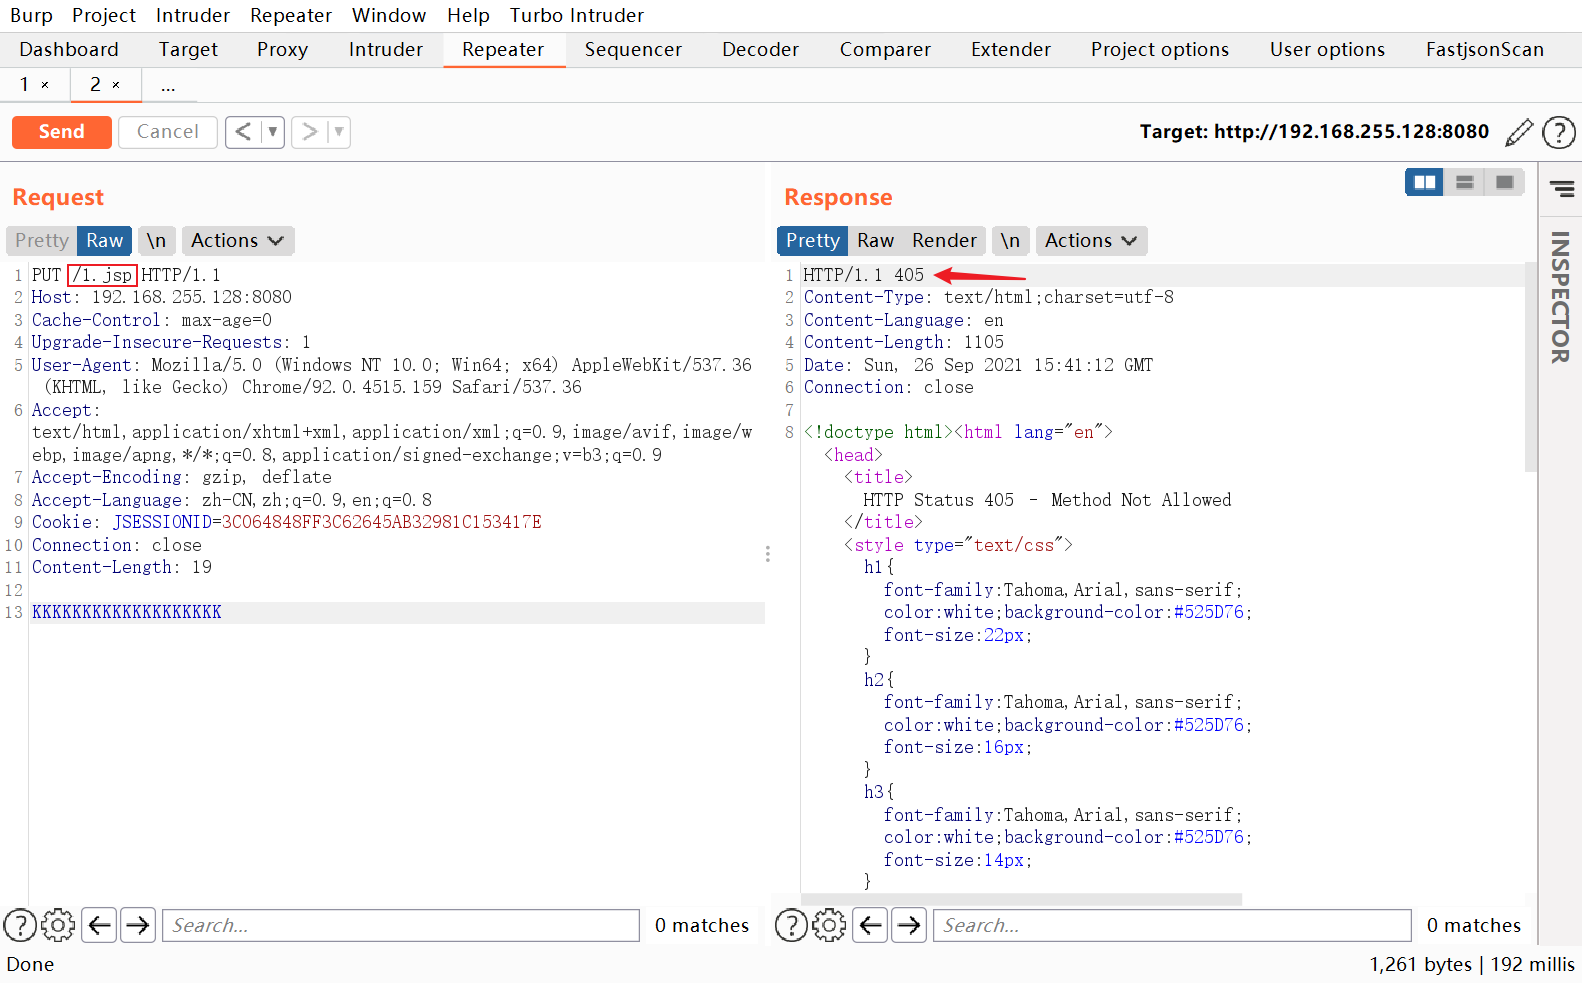 Burp Project Intruder Repeater Window Help Turbo Intruder
Dashboard Target Proxy Intruder Repeater Sequencer Decoder Comparer Extender Project options User options FastjsonScan
1 × 2 × ...
Send Cancel < ▼ > ▼ Target: http://192.168.255.128:8080 ?
Request
Pretty Raw \n Actions
1 PUT /1.jsp HTTP/1.1
2 Host: 192.168.255.128:8080
3 Cache-Control: max-age=0
4 Upgrade-Insecure-Requests: 1
5 User-Agent: Mozilla/5.0 (Windows NT 10.0; Win64; x64) AppleWebKit/537.36
(KHTML, like Gecko) Chrome/92.0.4515.159 Safari/537.36
6 Accept:
text/html,application/xhtml+xml,application/xml;q=0.9,image/avif,image/w
ebp,image/apng,*/*;q=0.8,application/signed-exchange;v=b3;q=0.9
7 Accept-Encoding: gzip, deflate
8 Accept-Language: zh-CN,zh;q=0.9,en;q=0.8
9 Cookie: JSESSIONID=3C064848FF3C62645AB32981C153417E
10 Connection: close
11 Content-Length: 19
12
13 KKKKKKKKKKKKKKKKKKK
? Search... 0 matches
Response
Pretty Raw Render \n Actions
1 HTTP/1.1 405
2 Content-Type: text/html;charset=utf-8
3 Content-Language: en
4 Content-Length: 1105
5 Date: Sun, 26 Sep 2021 15:41:12 GMT
6 Connection: close
7
8 <!doctype html><html lang="en">
<head>
<title>
HTTP Status 405 – Method Not Allowed
</title>
<style type="text/css">
h1{
font-family:Tahoma,Arial,sans-serif;
color:white;background-color:#525D76;
font-size:22px;
}
h2{
font-family:Tahoma,Arial,sans-serif;
color:white;background-color:#525D76;
font-size:16px;
}
h3{
font-family:Tahoma,Arial,sans-serif;
color:white;background-color:#525D76;
font-size:14px;
}
? Search... 0 matches
INSPECTOR
Done 1,261 bytes | 192 millis